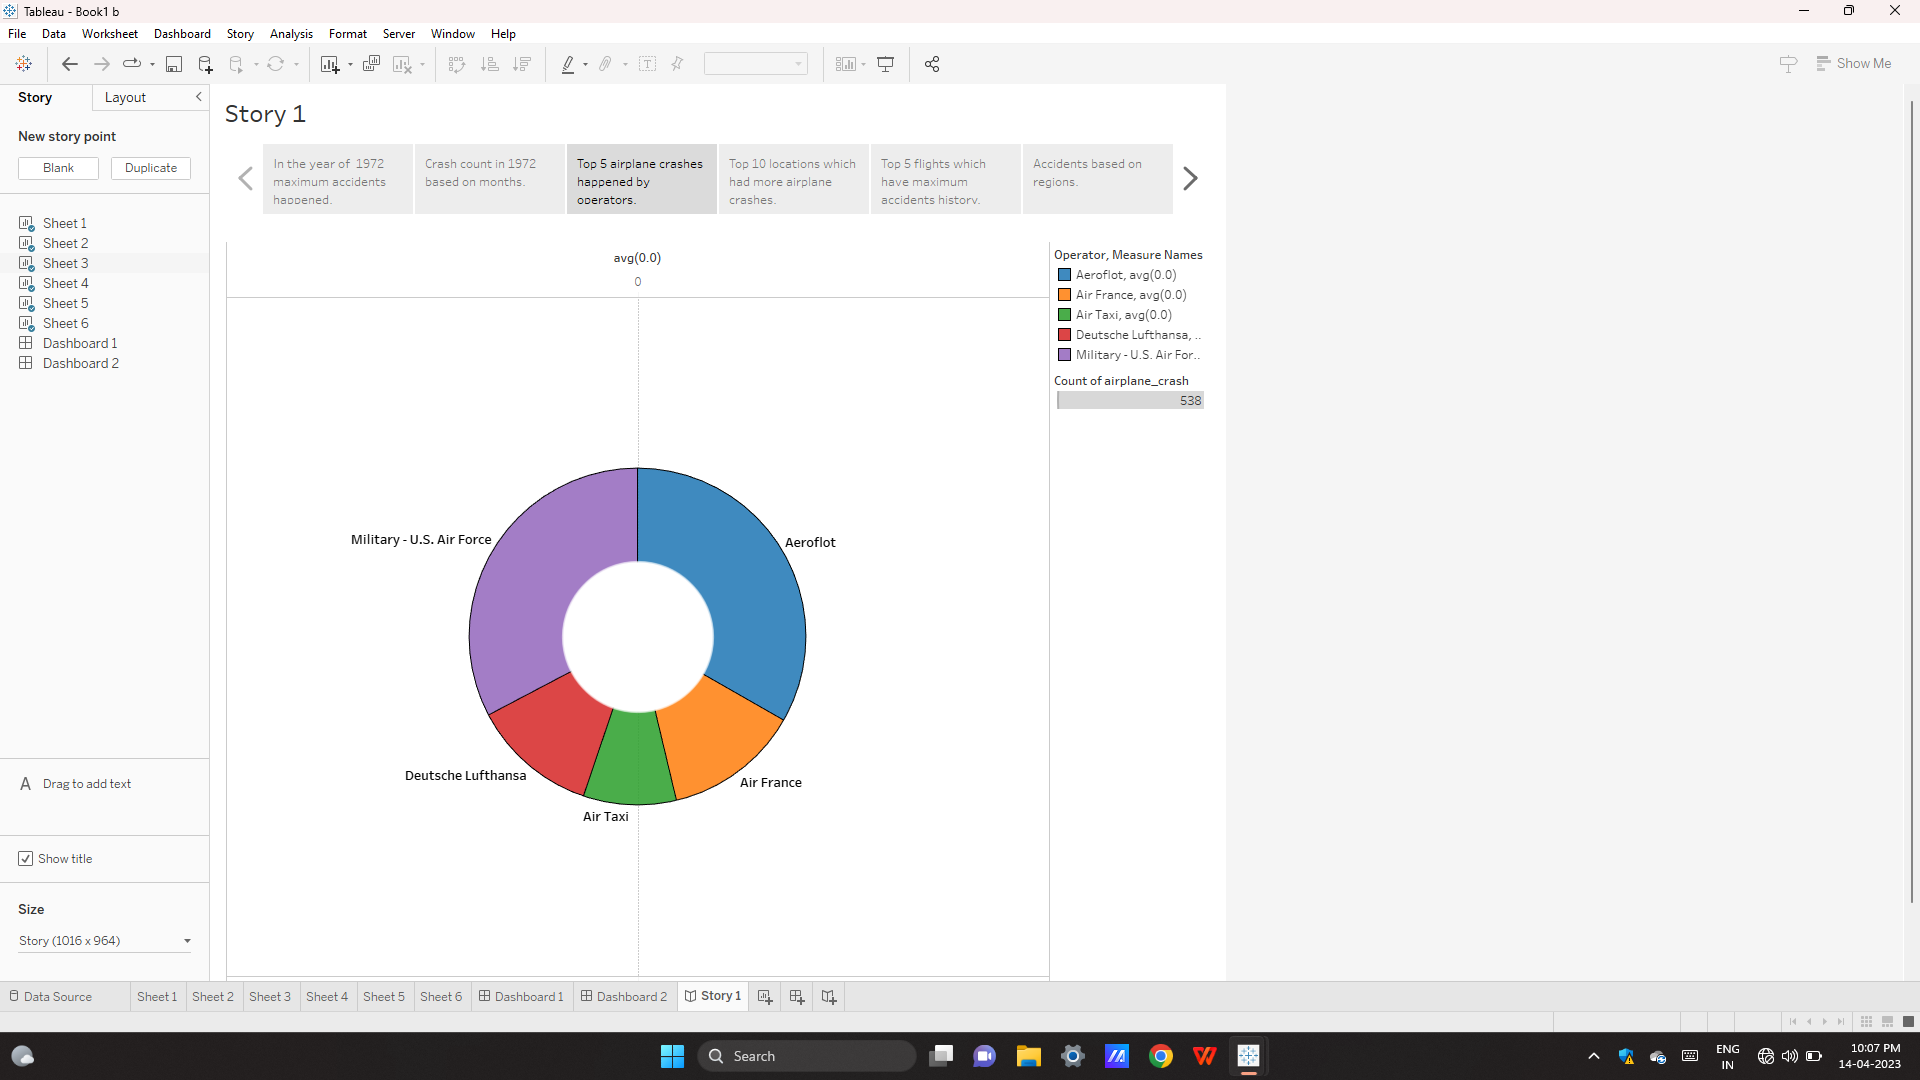 Tableau - Book1 b
File Data Worksheet Dashboard Story Analysis Format Server Window Help
Show Me
Story Layout
New story point
Blank Duplicate
Sheet 1
Sheet 2
Sheet 3
Sheet 4
Sheet 5
Sheet 6
Dashboard 1
Dashboard 2
A Drag to add text
Show title
Size
Story (1016 x 964)
Story 1
In the year of 1972
maximum accidents
happened.
Crash count in 1972
based on months.
Top 5 airplane crashes
happened by
operators.
Top 10 locations which
had more airplane
crashes.
Top 5 flights which
have maximum
accidents history.
Accidents based on
regions.
avg(0.0)
0
Military - U.S. Air Force
Aeroflot
Deutsche Lufthansa
Air France
Air Taxi
Operator, Measure Names
Aeroflot, avg(0.0)
Air France, avg(0.0)
Air Taxi, avg(0.0)
Deutsche Lufthansa, ..
Military - U.S. Air For..
Count of airplane_crash
538
Data Source Sheet 1 Sheet 2 Sheet 3 Sheet 4 Sheet 5 Sheet 6 Dashboard 1 Dashboard 2 Story 1
Search
ENG
IN
10:07 PM
14-04-2023